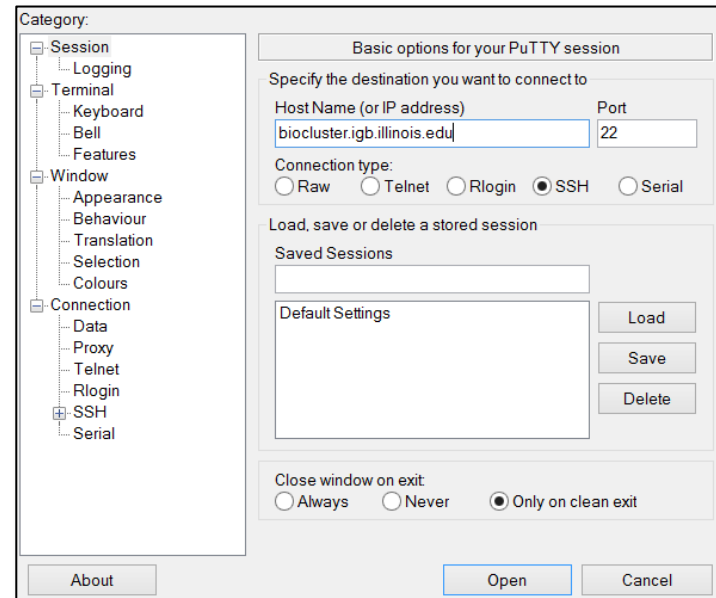 Category:
Session
Logging
Terminal
Keyboard
Bell
Features
Window
Appearance
Behaviour
Translation
Selection
Colours
Connection
Data
Proxy
Telnet
Rlogin
SSH
Serial
Basic options for your PuTTY session
Specify the destination you want to connect to
Host Name (or IP address) Port
biocluster.igb.illinois.edu 22
Connection type:
Raw Telnet Rlogin SSH Serial
Load, save or delete a stored session
Saved Sessions
Default Settings
Load
Save
Delete
Close window on exit:
Always Never Only on clean exit
About Open Cancel